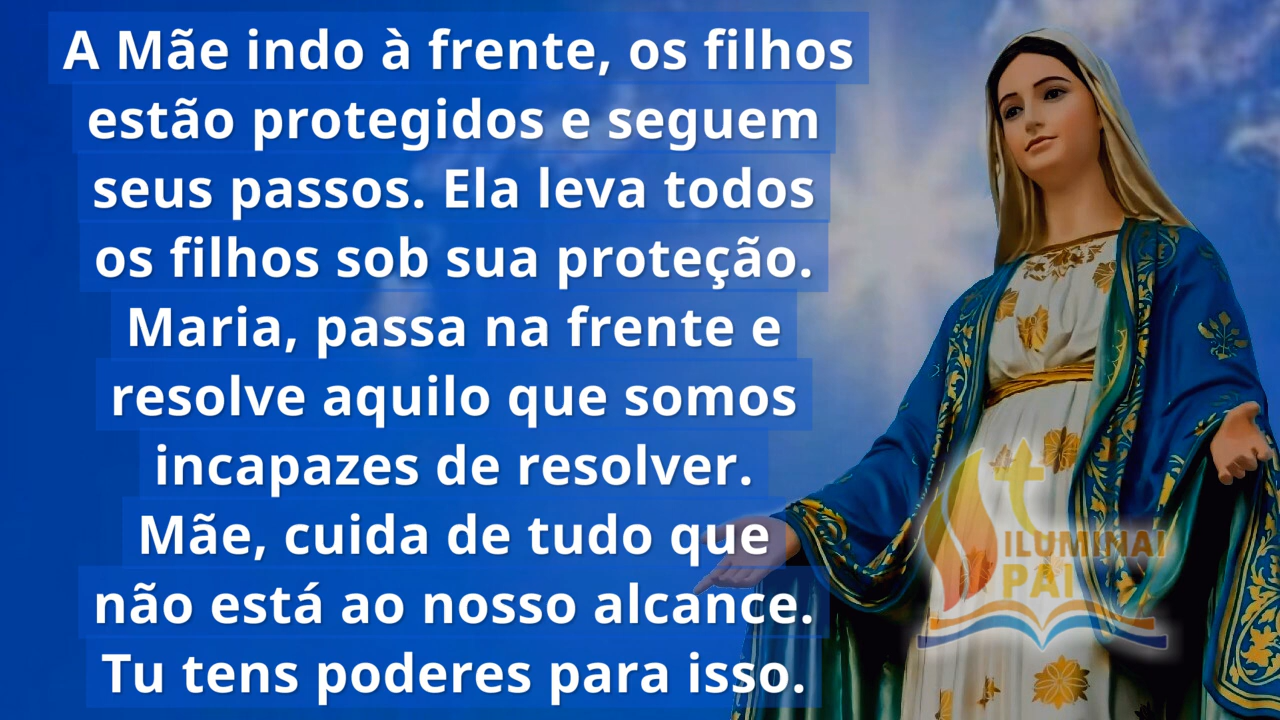 A Mãe indo à frente, os filhos
estão protegidos e seguem
seus passos. Ela leva todos
os filhos sob sua proteção.
Maria, passa na frente e
resolve aquilo que somos
incapazes de resolver.
Mãe, cuida de tudo que
não está ao nosso alcance.
Tu tens poderes para isso.
ILUMINAI
PAI